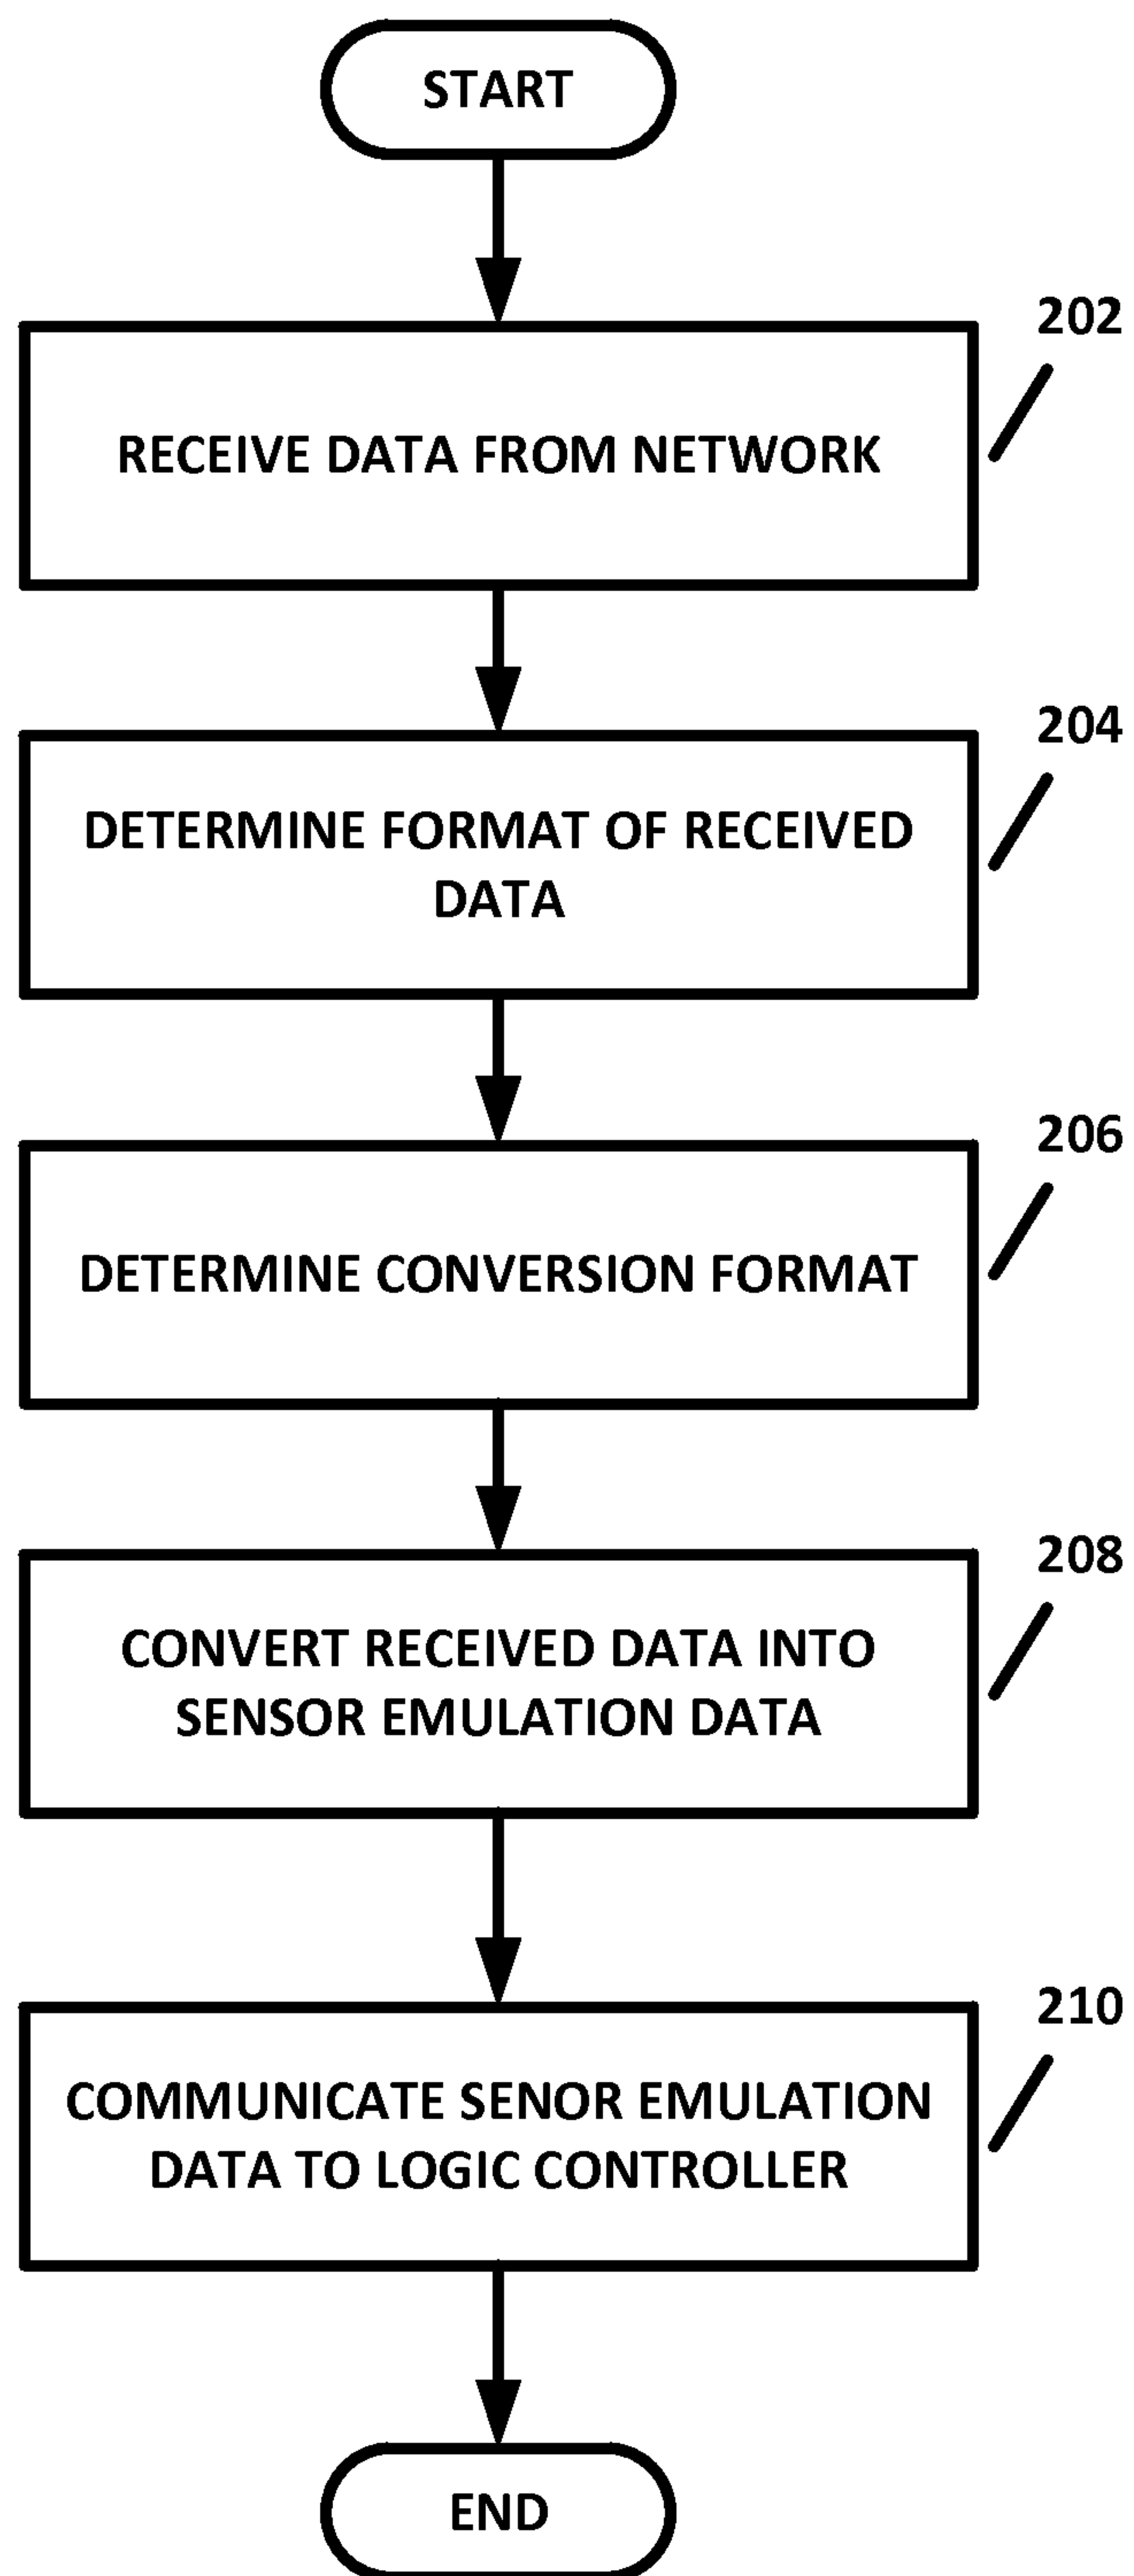 START
202
RECEIVE DATA FROM NETWORK
204
DETERMINE FORMAT OF RECEIVED
DATA
206
DETERMINE CONVERSION FORMAT
208
CONVERT RECEIVED DATA INTO
SENSOR EMULATION DATA
210
COMMUNICATE SENOR EMULATION
DATA TO LOGIC CONTROLLER
END